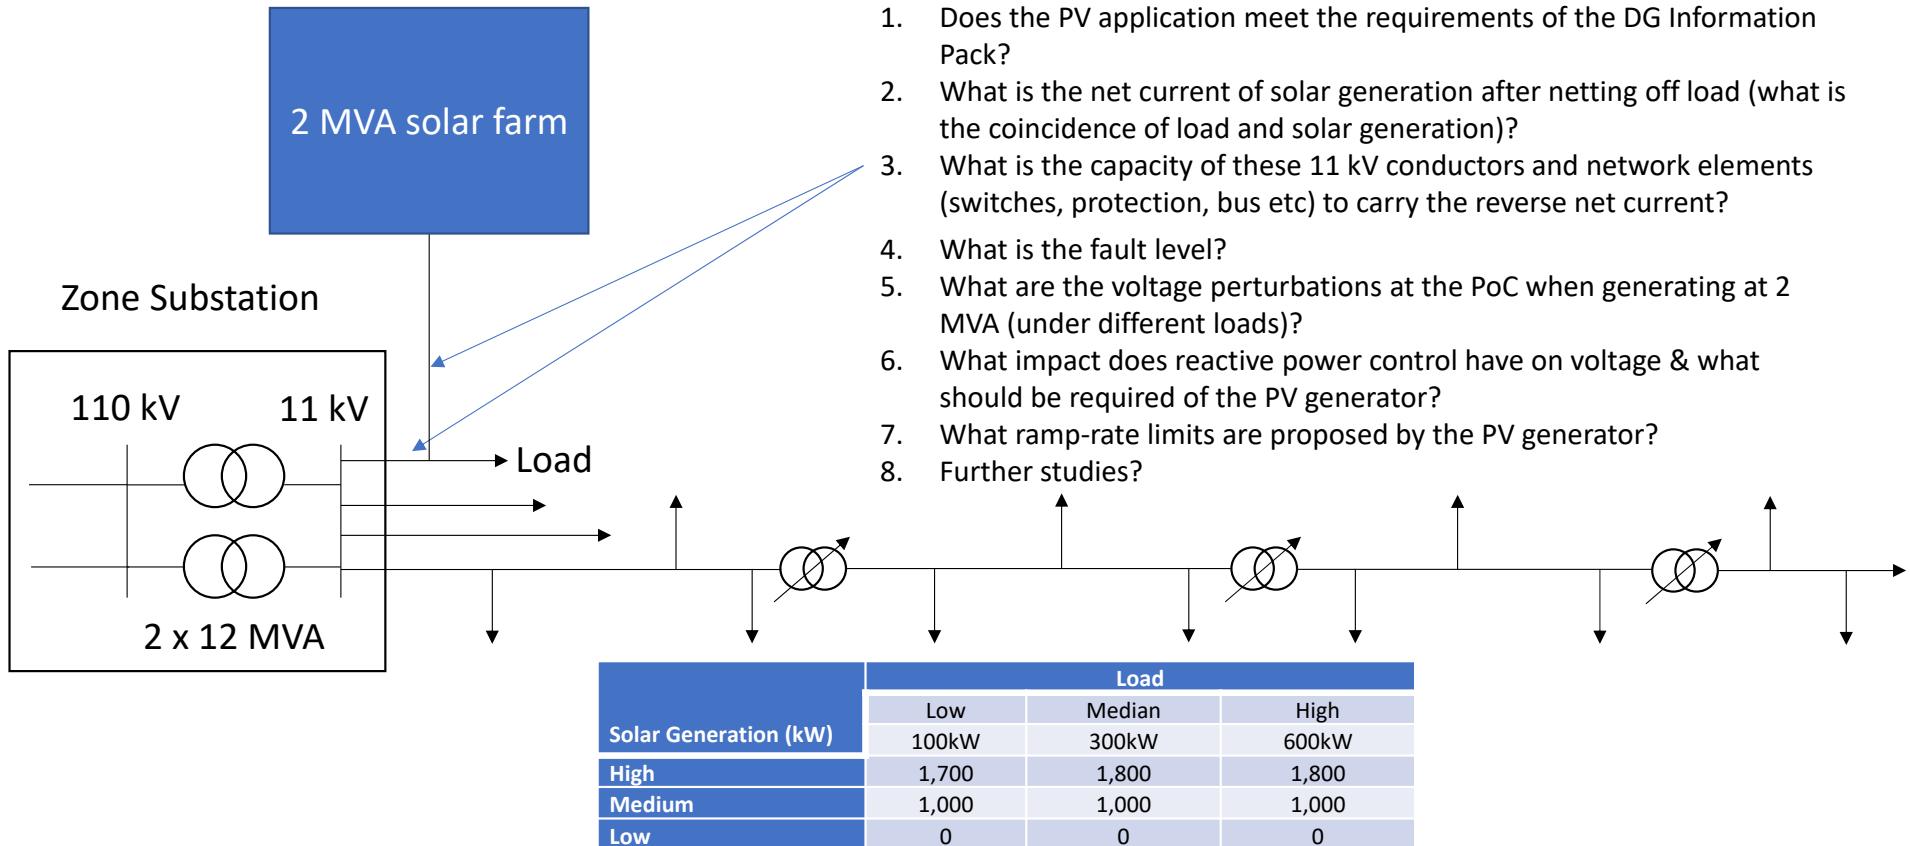 2 MVA solar farm
1. Does the PV application meet the requirements of the DG Information
Pack?
2. What is the net current of solar generation after netting off load (what is
the coincidence of load and solar generation)?
3. What is the capacity of these 11 kV conductors and network elements
(switches, protection, bus etc) to carry the reverse net current?
4. What is the fault level?
5. What are the voltage perturbations at the PoC when generating at 2
MVA (under different loads)?
6. What impact does reactive power control have on voltage & what
should be required of the PV generator?
7. What ramp-rate limits are proposed by the PV generator?
8. Further studies?
Zone Substation
110 kV 11 kV
Load
2 x 12 MVA
Load
Low Median High
Solar Generation (kW) 100kW 300kW 600kW
High 1,700 1,800 1,800
Medium 1,000 1,000 1,000
Low 0 0 0